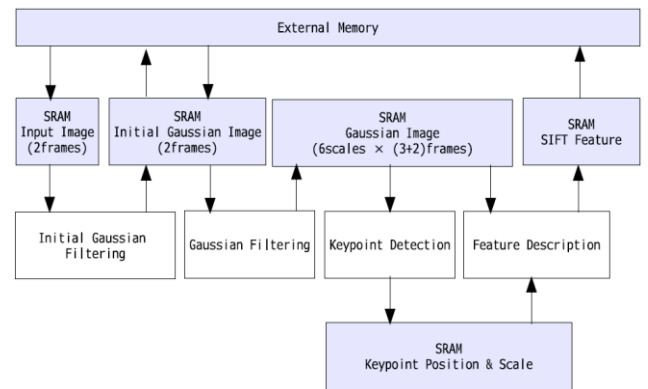 External Memory
SRAM
Input Image
(2frames)
SRAM
Initial Gaussian Image
(2frames)
SRAM
Gaussian Image
(6scales × (3+2)frames)
SRAM
SIFT Feature
Initial Gaussian
Filtering
Gaussian Filtering
Keypoint Detection
Feature Description
SRAM
Keypoint Position & Scale